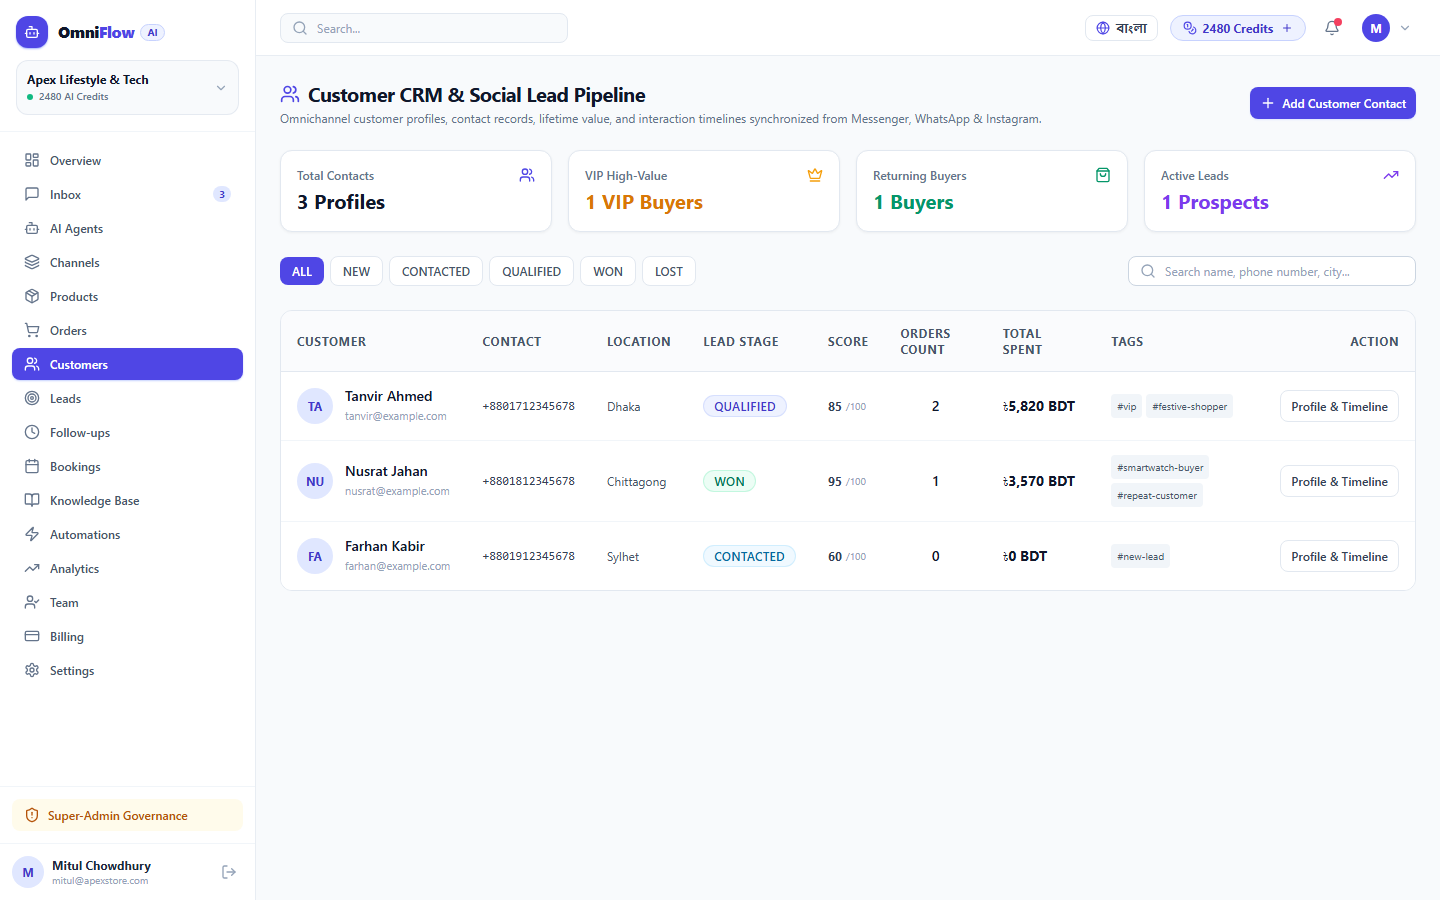 OmniFlow AI
Apex Lifestyle & Tech
2480 AI Credits
Overview
Inbox 3
AI Agents
Channels
Products
Orders
Customers
Leads
Follow-ups
Bookings
Knowledge Base
Automations
Analytics
Team
Billing
Settings
Super-Admin Governance
M Mitul Chowdhury
mitul@apexstore.com
Search... বাংলা 2480 Credits + M
Customer CRM & Social Lead Pipeline
Omnichannel customer profiles, contact records, lifetime value, and interaction timelines synchronized from Messenger, WhatsApp & Instagram.
+ Add Customer Contact
Total Contacts
3 Profiles
VIP High-Value
1 VIP Buyers
Returning Buyers
1 Buyers
Active Leads
1 Prospects
ALL NEW CONTACTED QUALIFIED WON LOST
Search name, phone number, city...
CUSTOMER CONTACT LOCATION LEAD STAGE SCORE ORDERS COUNT TOTAL SPENT TAGS ACTION
TA Tanvir Ahmed tanvir@example.com +8801712345678 Dhaka QUALIFIED 85 /100 2 ৳5,820 BDT #vip #festive-shopper Profile & Timeline
NU Nusrat Jahan nusrat@example.com +8801812345678 Chittagong WON 95 /100 1 ৳3,570 BDT #smartwatch-buyer #repeat-customer Profile & Timeline
FA Farhan Kabir farhan@example.com +8801912345678 Sylhet CONTACTED 60 /100 0 ৳0 BDT #new-lead Profile & Timeline